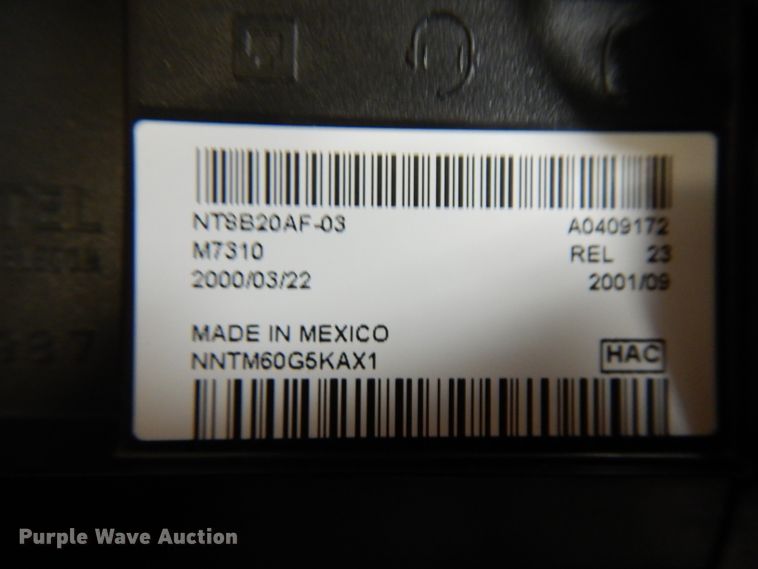 NT8B20AF-03 A0409172
M7310 REL 23
2000/03/22 2001/09
MADE IN MEXICO
NNTM60G5KAX1 HAC
Purple Wave Auction